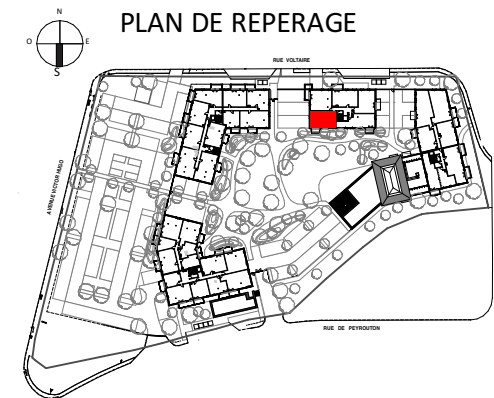 PLAN DE REPERAGE
N
O
E
S
RUE VOLTAIRE
AVENUE VICTOR HUGO
RUE DE PEYROUTON